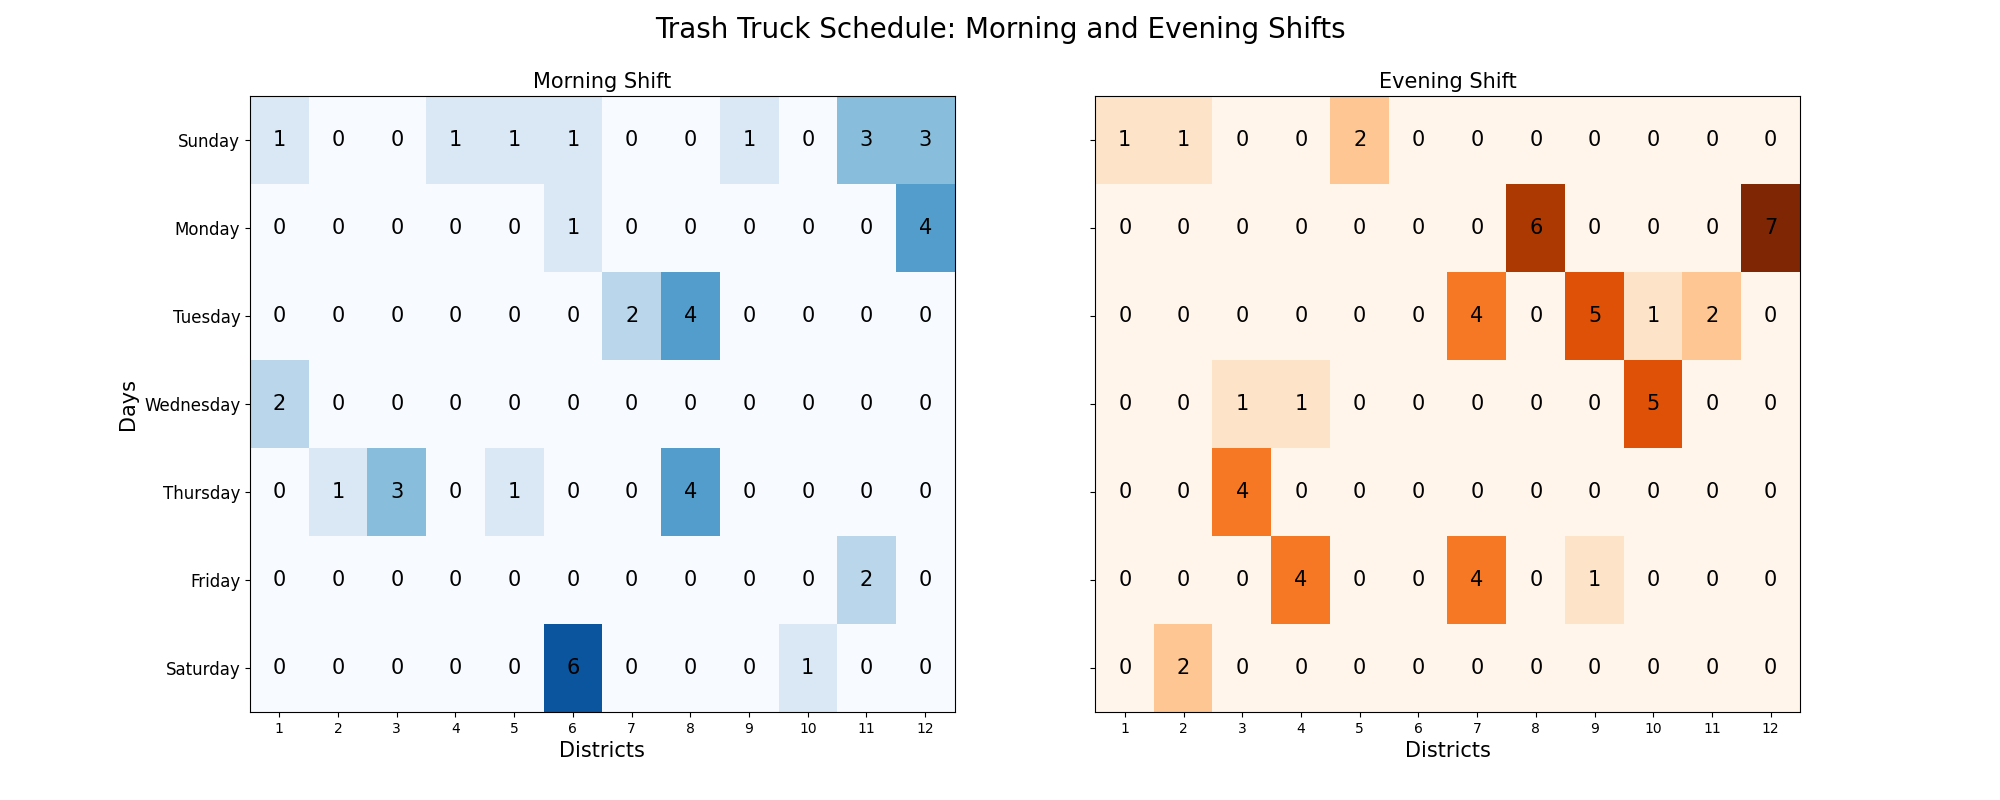 Trash Truck Schedule: Morning and Evening Shifts
Morning Shift
Evening Shift
Days
Sunday 1 0 0 1 1 1 0 0 1 0 3 3
Monday 0 0 0 0 0 1 0 0 0 0 0 4
Tuesday 0 0 0 0 0 0 2 4 0 0 0 0
Wednesday 2 0 0 0 0 0 0 0 0 0 0 0
Thursday 0 1 3 0 1 0 0 4 0 0 0 0
Friday 0 0 0 0 0 0 0 0 0 0 2 0
Saturday 0 0 0 0 0 6 0 0 0 1 0 0
1 2 3 4 5 6 7 8 9 10 11 12
Districts
1 1 0 0 2 0 0 0 0 0 0 0
0 0 0 0 0 0 0 6 0 0 0 7
0 0 0 0 0 0 4 0 5 1 2 0
0 0 1 1 0 0 0 0 0 5 0 0
0 0 4 0 0 0 0 0 0 0 0 0
0 0 0 4 0 0 4 0 1 0 0 0
0 2 0 0 0 0 0 0 0 0 0 0
1 2 3 4 5 6 7 8 9 10 11 12
Districts